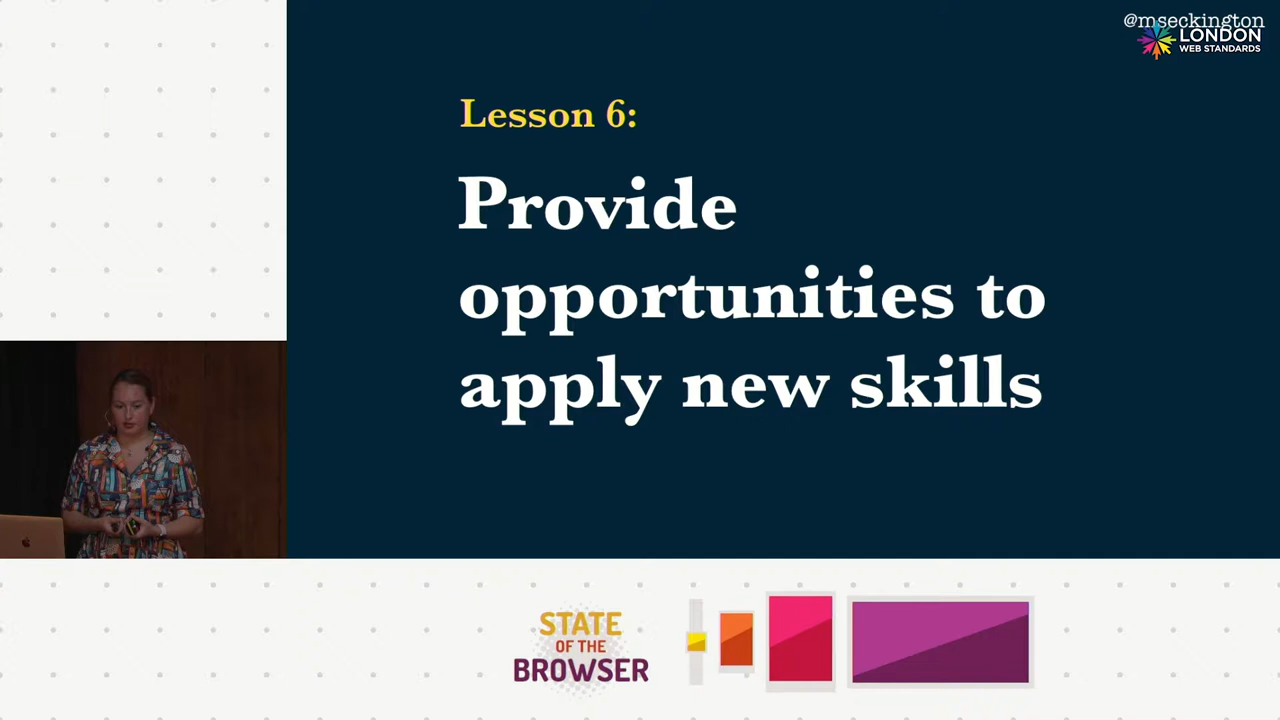 @mseckington
LONDON
WEB STANDARDS
Lesson 6:
Provide
opportunities to
apply new skills
STATE
OF THE
BROWSER